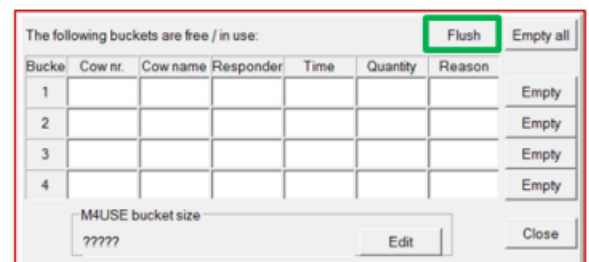 The following buckets are free / in use: Flush Empty all
Bucke Cow nr. Cow name Responder Time Quantity Reason
1 Empty
2 Empty
3 Empty
4 Empty
M4USE bucket size
????? Edit Close